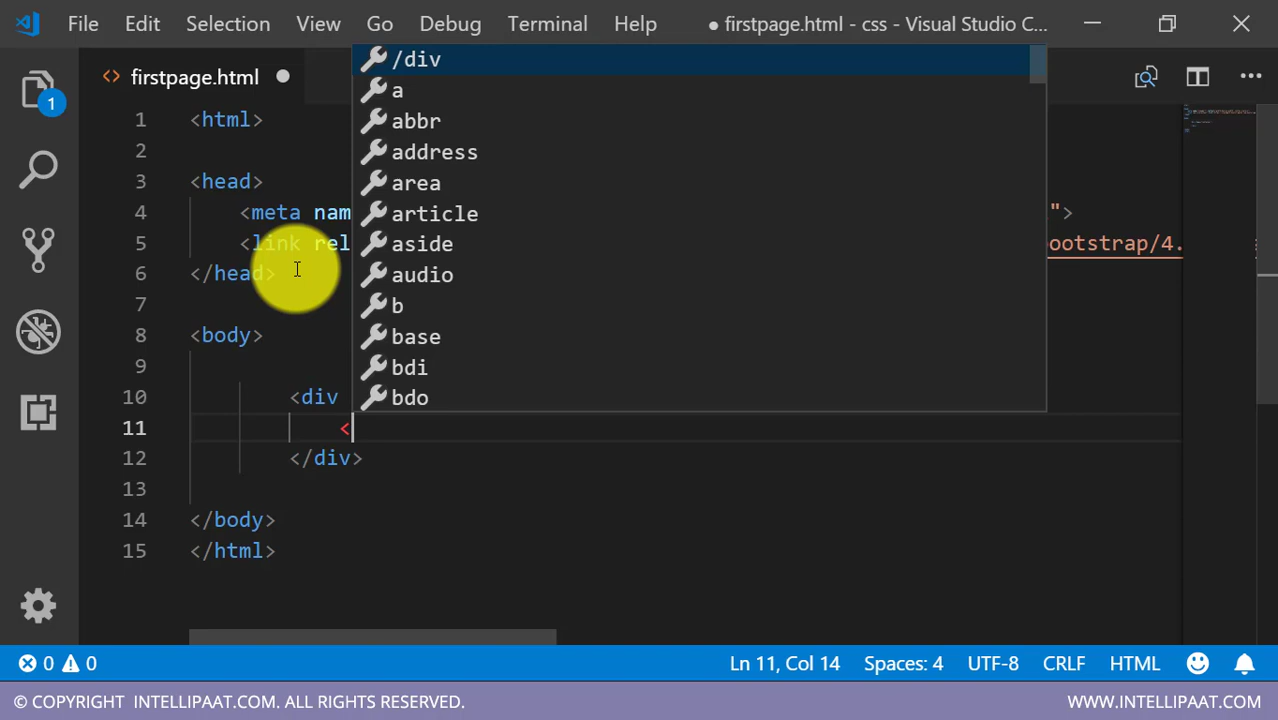 File Edit Selection View Go Debug Terminal Help ● firstpage.html - css - Visual Studio C...
1
<> firstpage.html ●
/div
a
abbr
address
area
article
aside
audio
b
base
bdi
bdo
1 <html>
2
3 <head>
4 <meta nam ">
5 <link rel ootstrap/4.
6 </head>
7
8 <body>
9
10 <div
11 <
12 </div>
13
14 </body>
15 </html>
0 0 Ln 11, Col 14 Spaces: 4 UTF-8 CRLF HTML
© COPYRIGHT INTELLIPAAT.COM. ALL RIGHTS RESERVED. WWW.INTELLIPAAT.COM